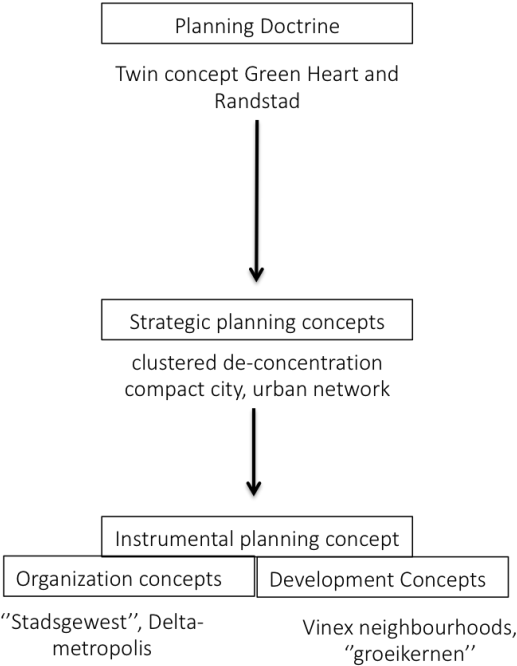 Planning Doctrine
Twin concept Green Heart and
Randstad
Strategic planning concepts
clustered de-concentration
compact city, urban network
Instrumental planning concept
Organization concepts
Development Concepts
‘’Stadsgewest’’, Delta-
metropolis
Vinex neighbourhoods,
‘’groeikernen’’